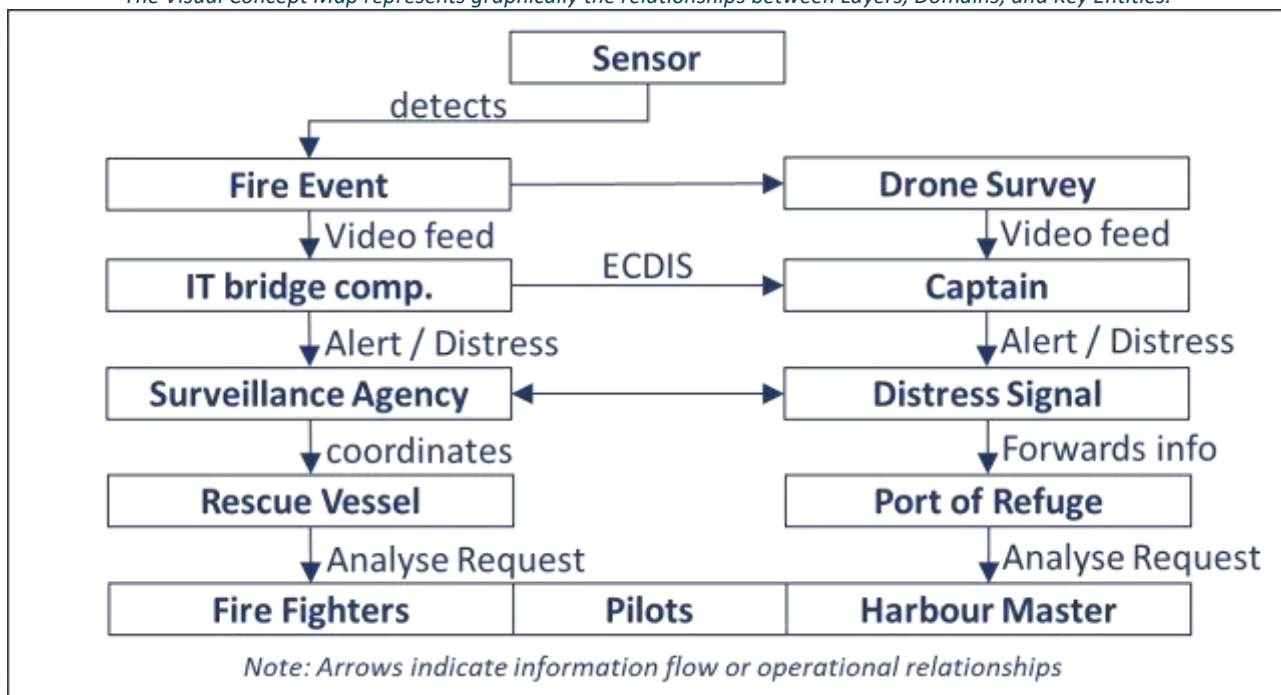 The Visual Concept Map represents graphically the relationships between Layers, Domains, and Key Entities.
Sensor
detects
Fire Event
Drone Survey
Video feed
Video feed
IT bridge comp.
ECDIS
Captain
Alert / Distress
Alert / Distress
Surveillance Agency
Distress Signal
coordinates
Forwards info
Rescue Vessel
Port of Refuge
Analyse Request
Analyse Request
Fire Fighters
Pilots
Harbour Master
Note: Arrows indicate information flow or operational relationships